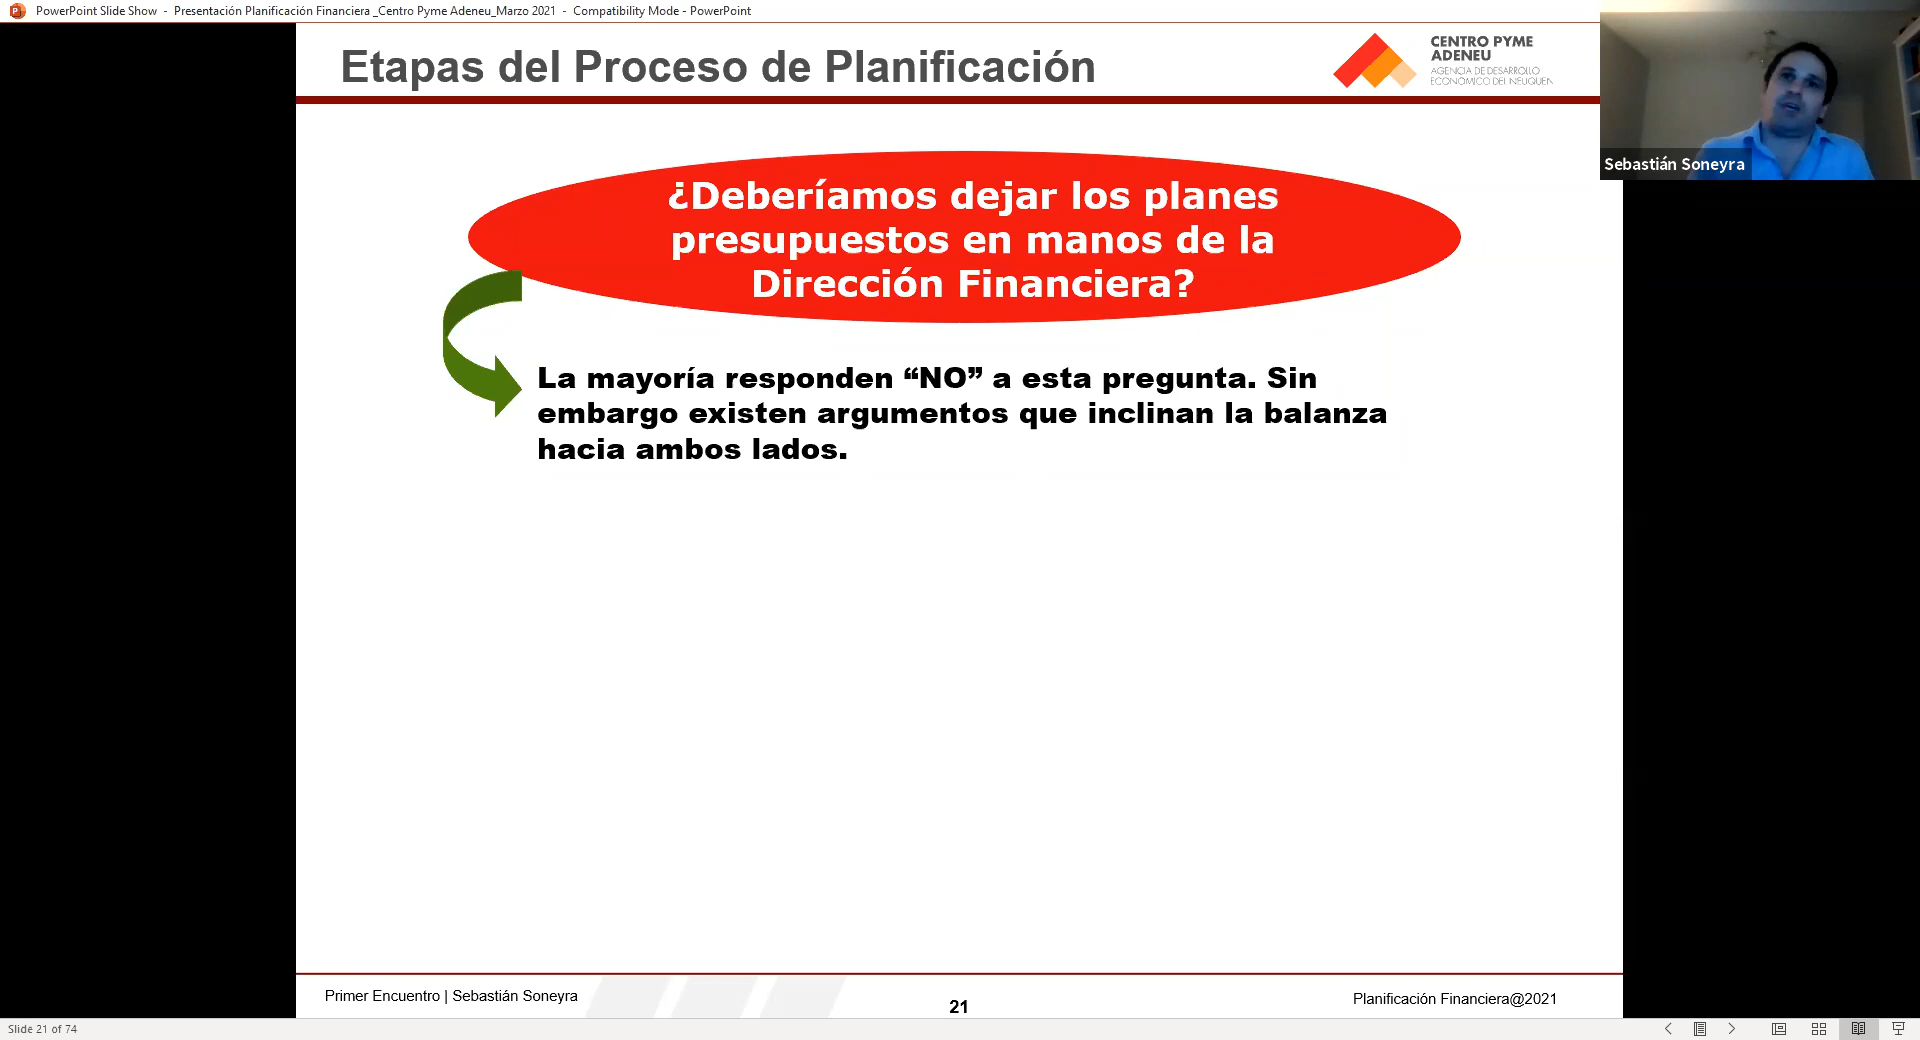 PowerPoint Slide Show - Presentación Planificación Financiera _Centro Pyme Adeneu_Marzo 2021 - Compatibility Mode - PowerPoint
Etapas del Proceso de Planificación
CENTRO PYME
ADENEU
AGENCIA DE DESARROLLO
ECONOMICO DEL NEUQUEN
Sebastián Soneyra
¿Deberíamos dejar los planes
presupuestos en manos de la
Dirección Financiera?
La mayoría responden “NO” a esta pregunta. Sin
embargo existen argumentos que inclinan la balanza
hacia ambos lados.
Primer Encuentro | Sebastián Soneyra
21
Planificación Financiera@2021
Slide 21 of 74